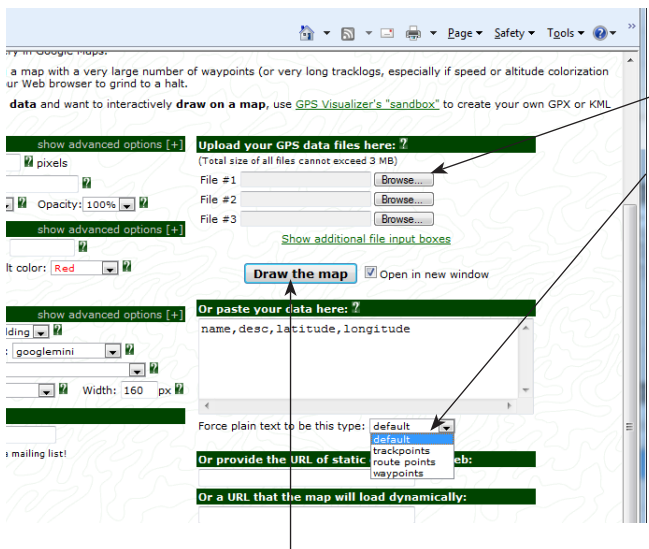 Page Safety Tools »
ry in Google Maps.
a map with a very large number of waypoints (or very long tracklogs, especially if speed or altitude colorization
ur Web browser to grind to a halt.
data and want to interactively draw on a map, use GPS Visualizer's "sandbox" to create your own GPX or KML
show advanced options [+]
? pixels
?
? Opacity: 100% ?
show advanced options [+]
?
lt color: Red ?
show advanced options [+]
lding ?
: googlemini ?
?
? Width: 160 px ?
a mailing list!
Upload your GPS data files here: ?
(Total size of all files cannot exceed 3 MB)
File #1 Browse...
File #2 Browse...
File #3 Browse...
Show additional file input boxes
Draw the map Open in new window
Or paste your data here: ?
name,desc,latitude,longitude
Force plain text to be this type: default
default
trackpoints
route points
waypoints
Or provide the URL of static eb:
Or a URL that the map will load dynamically: